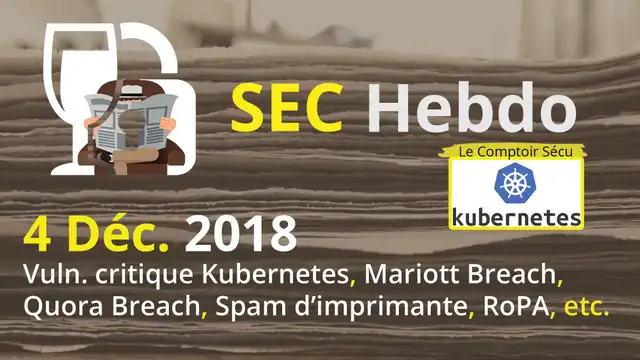 SEC Hebdo
Le Comptoir Sécu
kubernetes
4 Déc. 2018
Vuln. critique Kubernetes, Mariott Breach,
Quora Breach, Spam d'imprimante, RoPA, etc.